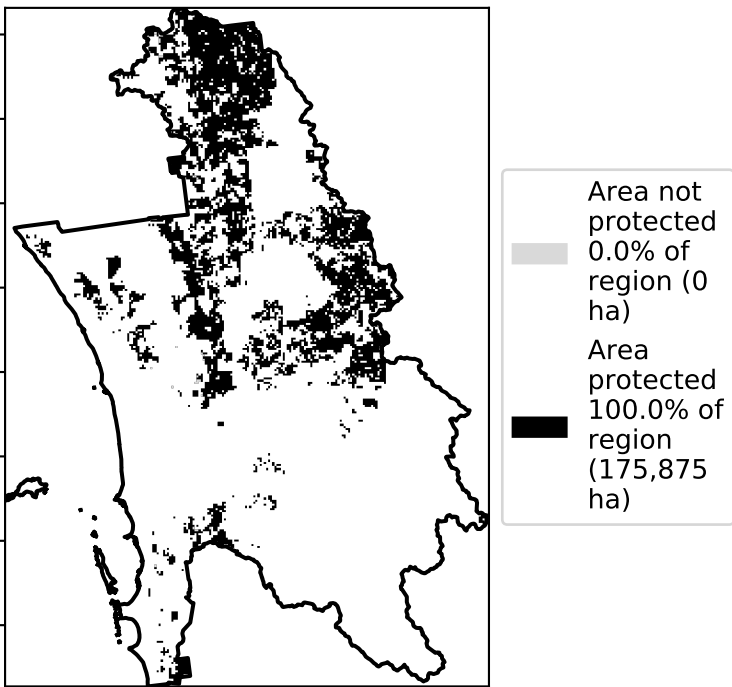 Area not
protected
0.0% of
region (0
ha)
Area
protected
100.0% of
region
(175,875
ha)